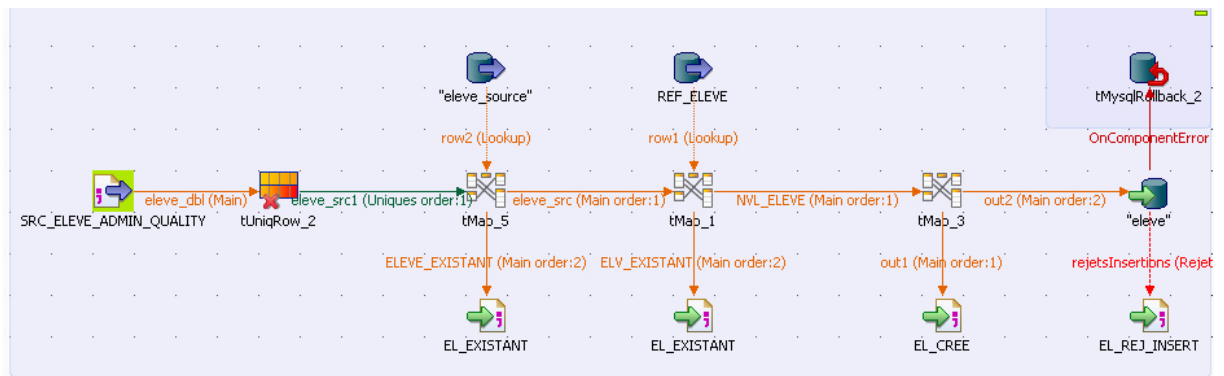 "eleve_source"
REF_ELEVE
tMysqlRollback_2
row2 (Lookup)
row1 (Lookup)
OnComponentError
eleve_dbl (Main)
eleve_src1 (Uniques order:1)
eleve_src (Main order:1)
NVL_ELEVE (Main order:1)
out2 (Main order:2)
SRC_ELEVE_ADMIN_QUALITY
tUniqRow_2
tMap_5
tMap_1
tMap_3
"eleve"
ELEVE_EXISTANT (Main order:2)
ELV_EXISTANT (Main order:2)
out1 (Main order:1)
rejetsInsertions (Rejet
EL_EXISTANT
EL_EXISTANT
EL_CREE
EL_REJ_INSERT